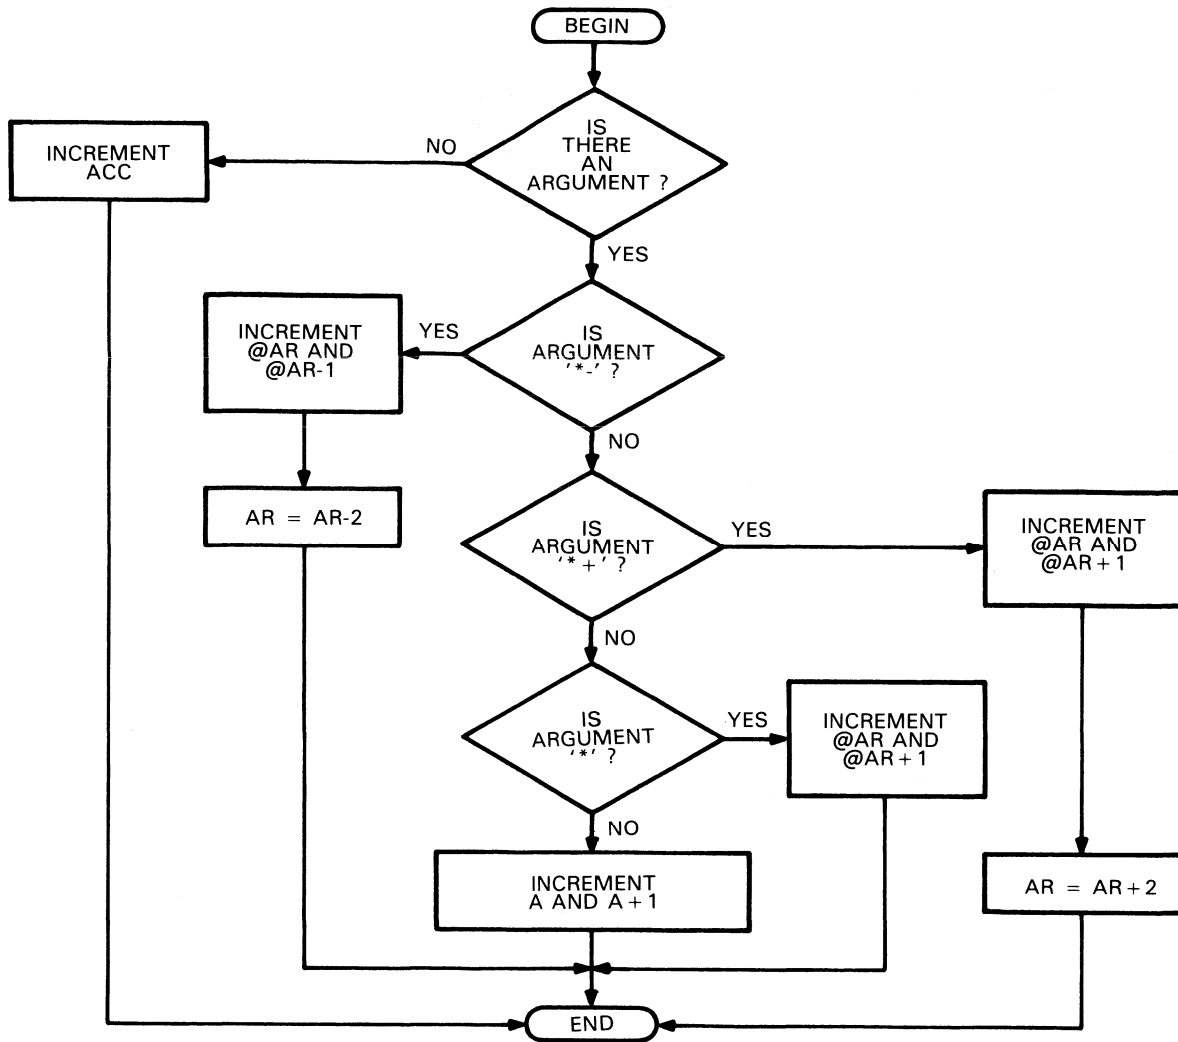 BEGIN
IS
THERE
AN
ARGUMENT ?
NO
INCREMENT
ACC
YES
IS
ARGUMENT
'*-' ?
YES
INCREMENT
@AR AND
@AR-1
NO
AR = AR-2
IS
ARGUMENT
'*+' ?
YES
INCREMENT
@AR AND
@AR+1
NO
IS
ARGUMENT
'*' ?
YES
INCREMENT
@AR AND
@AR+1
NO
INCREMENT
A AND A+1
AR = AR+2
END